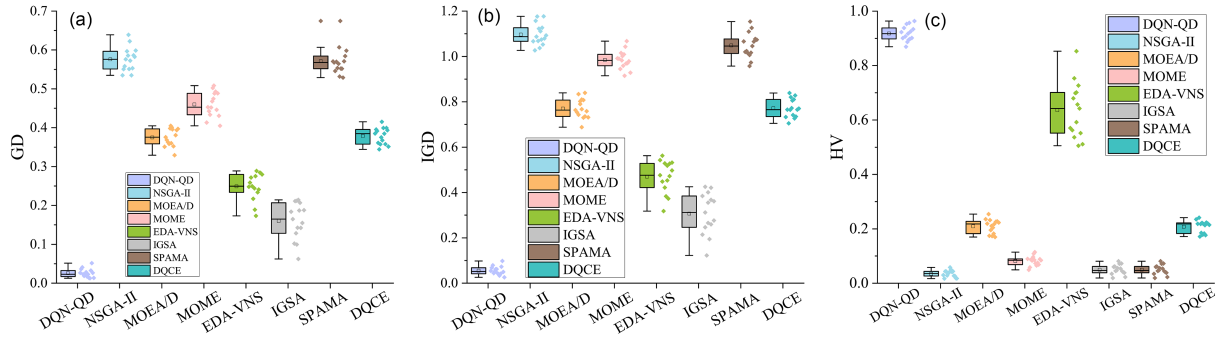 (a)
GD
0.7
0.6
0.5
0.4
0.3
0.2
0.1
0.0
DQN-QD
NSGA-II
MOEA/D
MOME
EDA-VNS
IGSA
SPAMA
DQCE
DQN-QD
NSGA-II
MOEA/D
MOME
EDA-VNS
IGSA
SPAMA
DQCE
(b)
IGD
1.2
1.0
0.8
0.6
0.4
0.2
0.0
DQN-QD
NSGA-II
MOEA/D
MOME
EDA-VNS
IGSA
SPAMA
DQCE
DQN-QD
NSGA-II
MOEA/D
MOME
EDA-VNS
IGSA
SPAMA
DQCE
(c)
HV
1.0
0.8
0.6
0.4
0.2
0.0
DQN-QD
NSGA-II
MOEA/D
MOME
EDA-VNS
IGSA
SPAMA
DQCE
DQN-QD
NSGA-II
MOEA/D
MOME
EDA-VNS
IGSA
SPAMA
DQCE